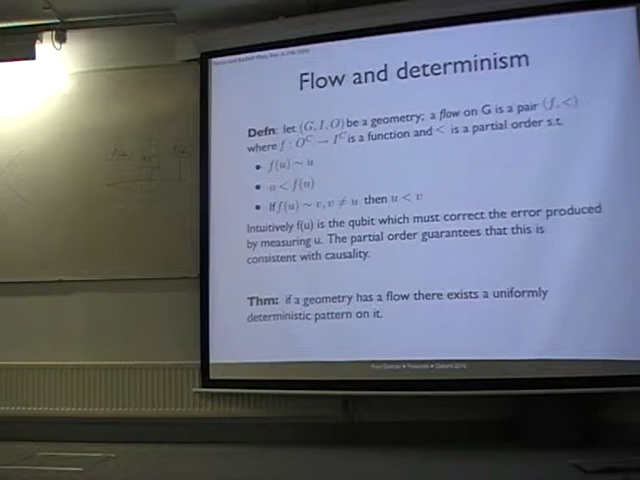 Flow and determinism
Defn: let (G, I, O) be a geometry; a flow on G is a pair (f, <)
where f : O^C → I^C is a function and < is a partial order s.t.
• f(u) ~ u
• u < f(u)
• If f(u) ~ v, v ≠ u then u < v
Intuitively f(u) is the qubit which must correct the error produced
by measuring u. The partial order guarantees that this is
consistent with causality.
Thm: if a geometry has a flow there exists a uniformly
deterministic pattern on it.